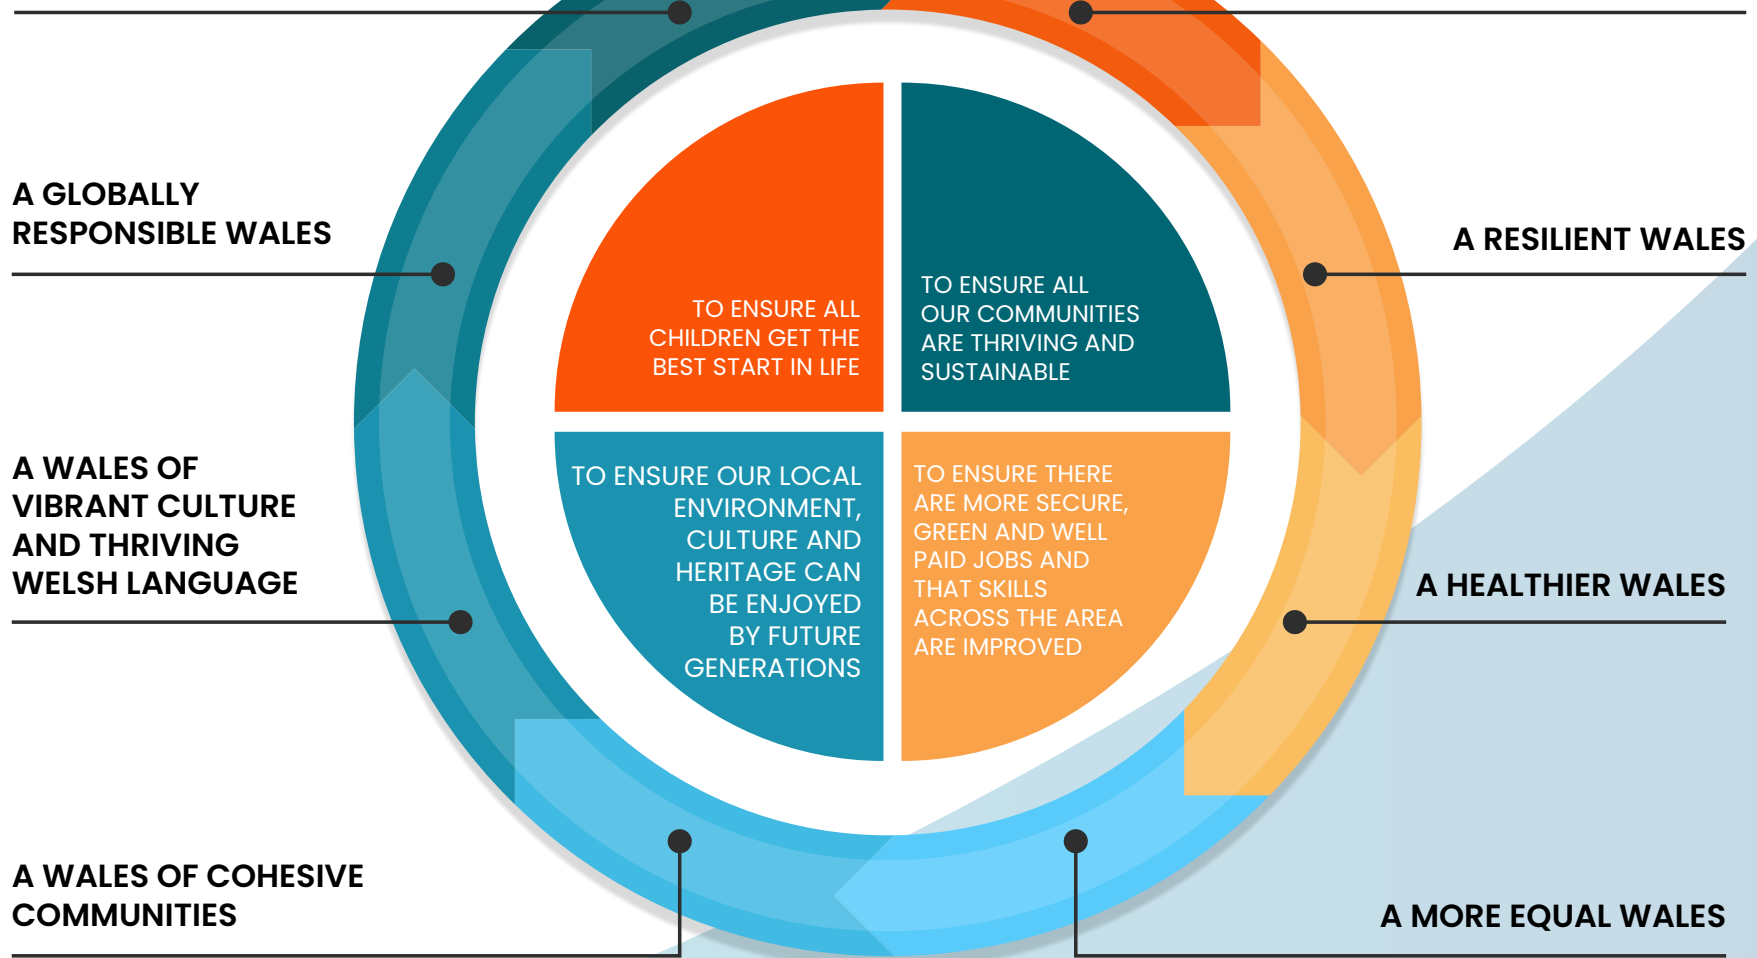 A GLOBALLY
RESPONSIBLE WALES
A WALES OF
VIBRANT CULTURE
AND THRIVING
WELSH LANGUAGE
A WALES OF COHESIVE
COMMUNITIES
TO ENSURE ALL
CHILDREN GET THE
BEST START IN LIFE
TO ENSURE ALL
OUR COMMUNITIES
ARE THRIVING AND
SUSTAINABLE
TO ENSURE OUR LOCAL
ENVIRONMENT,
CULTURE AND
HERITAGE CAN
BE ENJOYED
BY FUTURE
GENERATIONS
TO ENSURE THERE
ARE MORE SECURE,
GREEN AND WELL
PAID JOBS AND
THAT SKILLS
ACROSS THE AREA
ARE IMPROVED
A RESILIENT WALES
A HEALTHIER WALES
A MORE EQUAL WALES